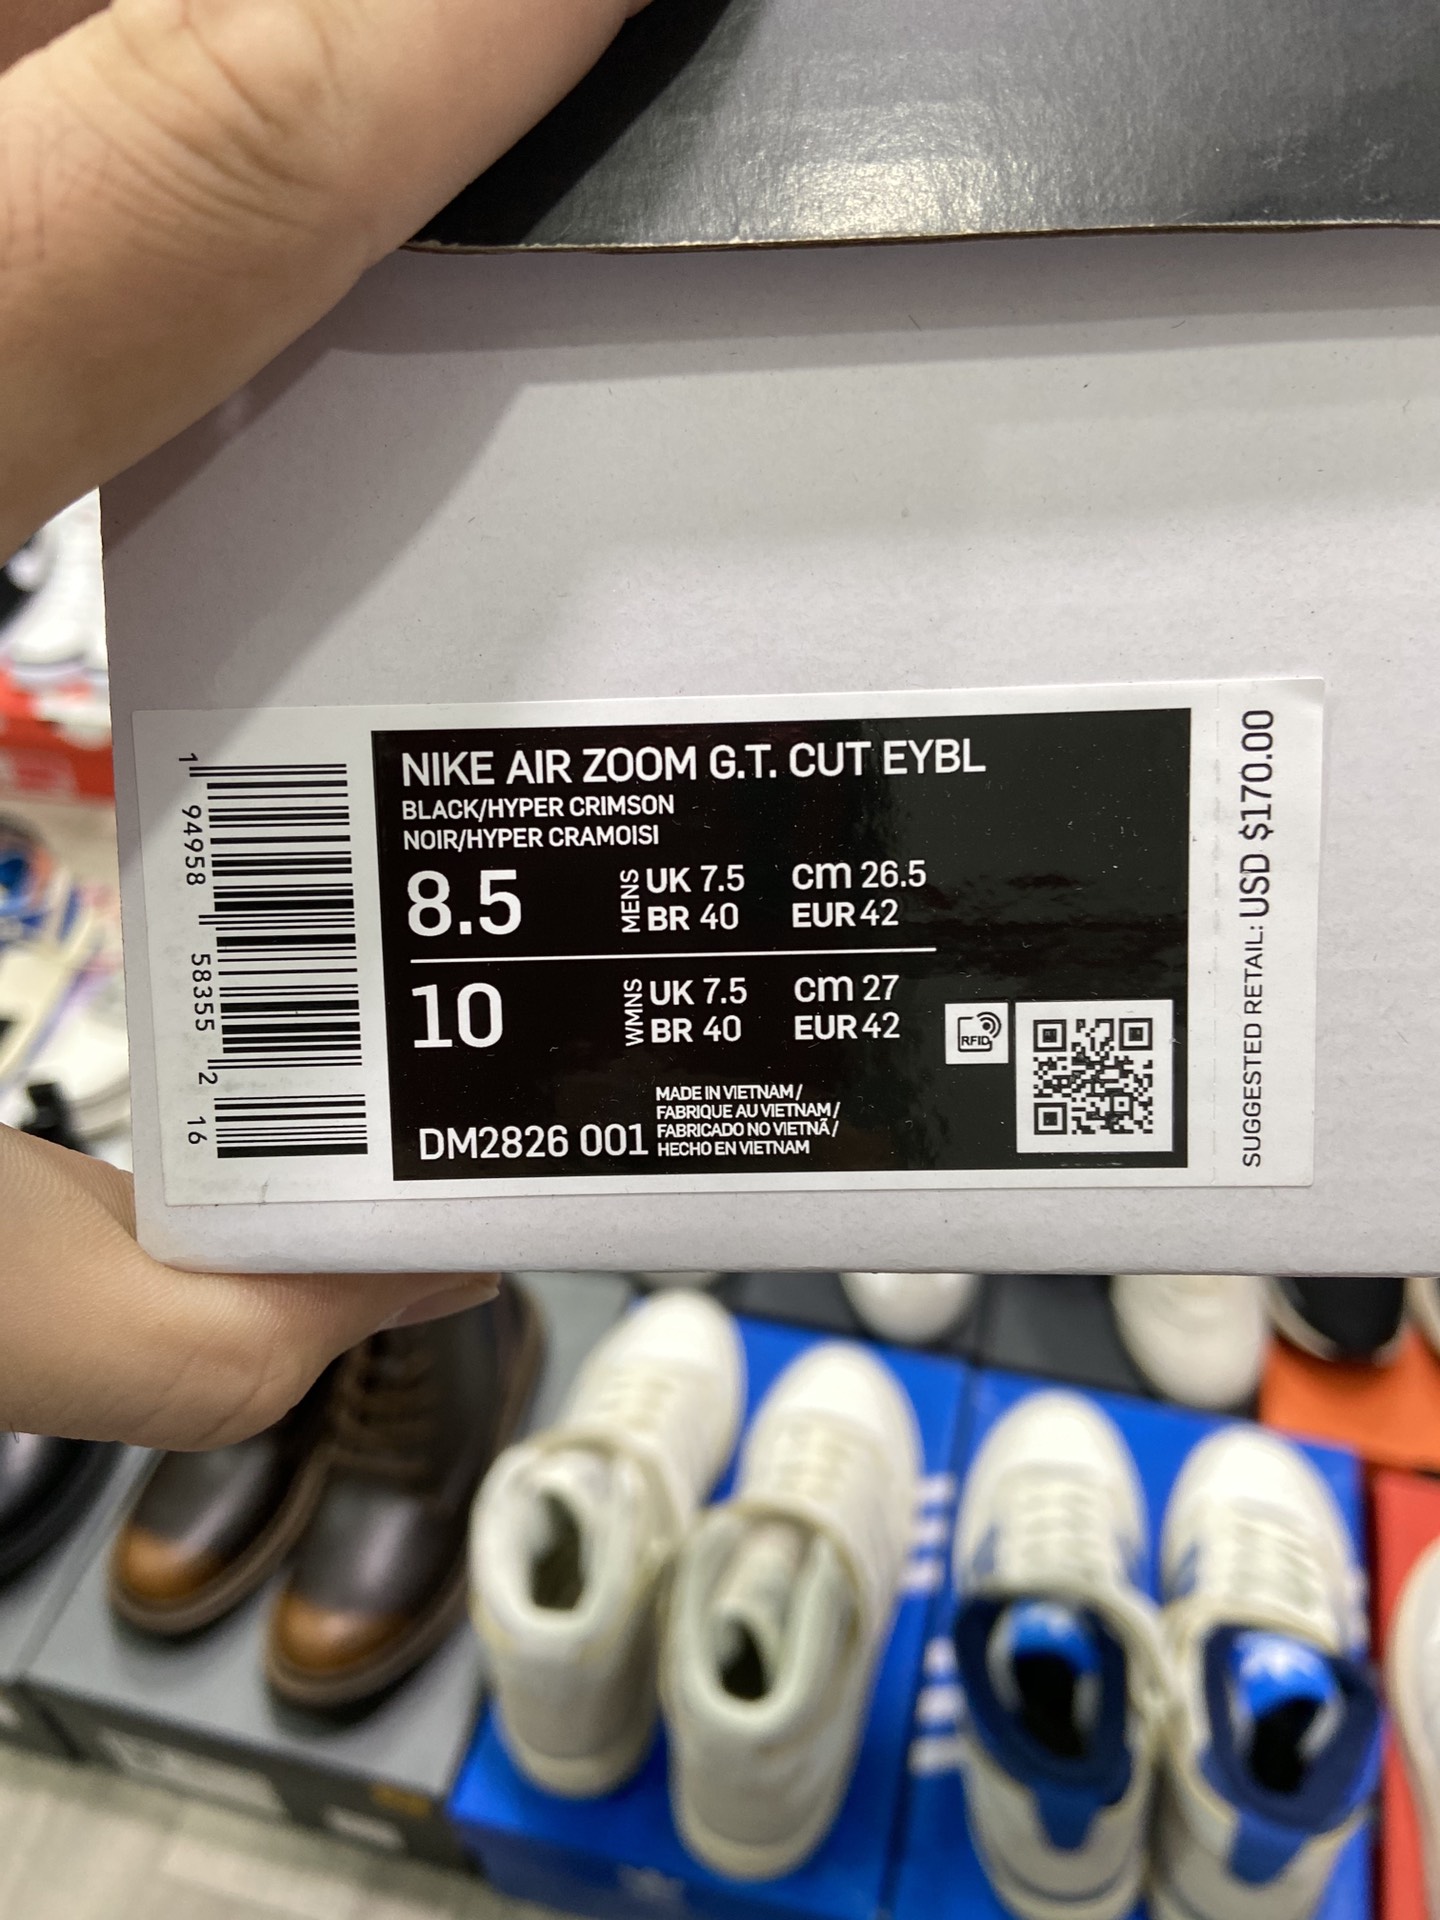 NIKE AIR ZOOM G.T. CUT EYBL
BLACK/HYPER CRIMSON
NOIR/HYPER CRAMOISI
8.5 MENS UK 7.5 cm 26.5
BR 40 EUR 42
10 WMNS UK 7.5 cm 27
BR 40 EUR 42
RFID
MADE IN VIETNAM /
FABRIQUE AU VIETNAM /
FABRICADO NO VIETNÃ /
HECHO EN VIETNAM
DM2826 001
1 94958 58355 2 16
SUGGESTED RETAIL: USD $170.00